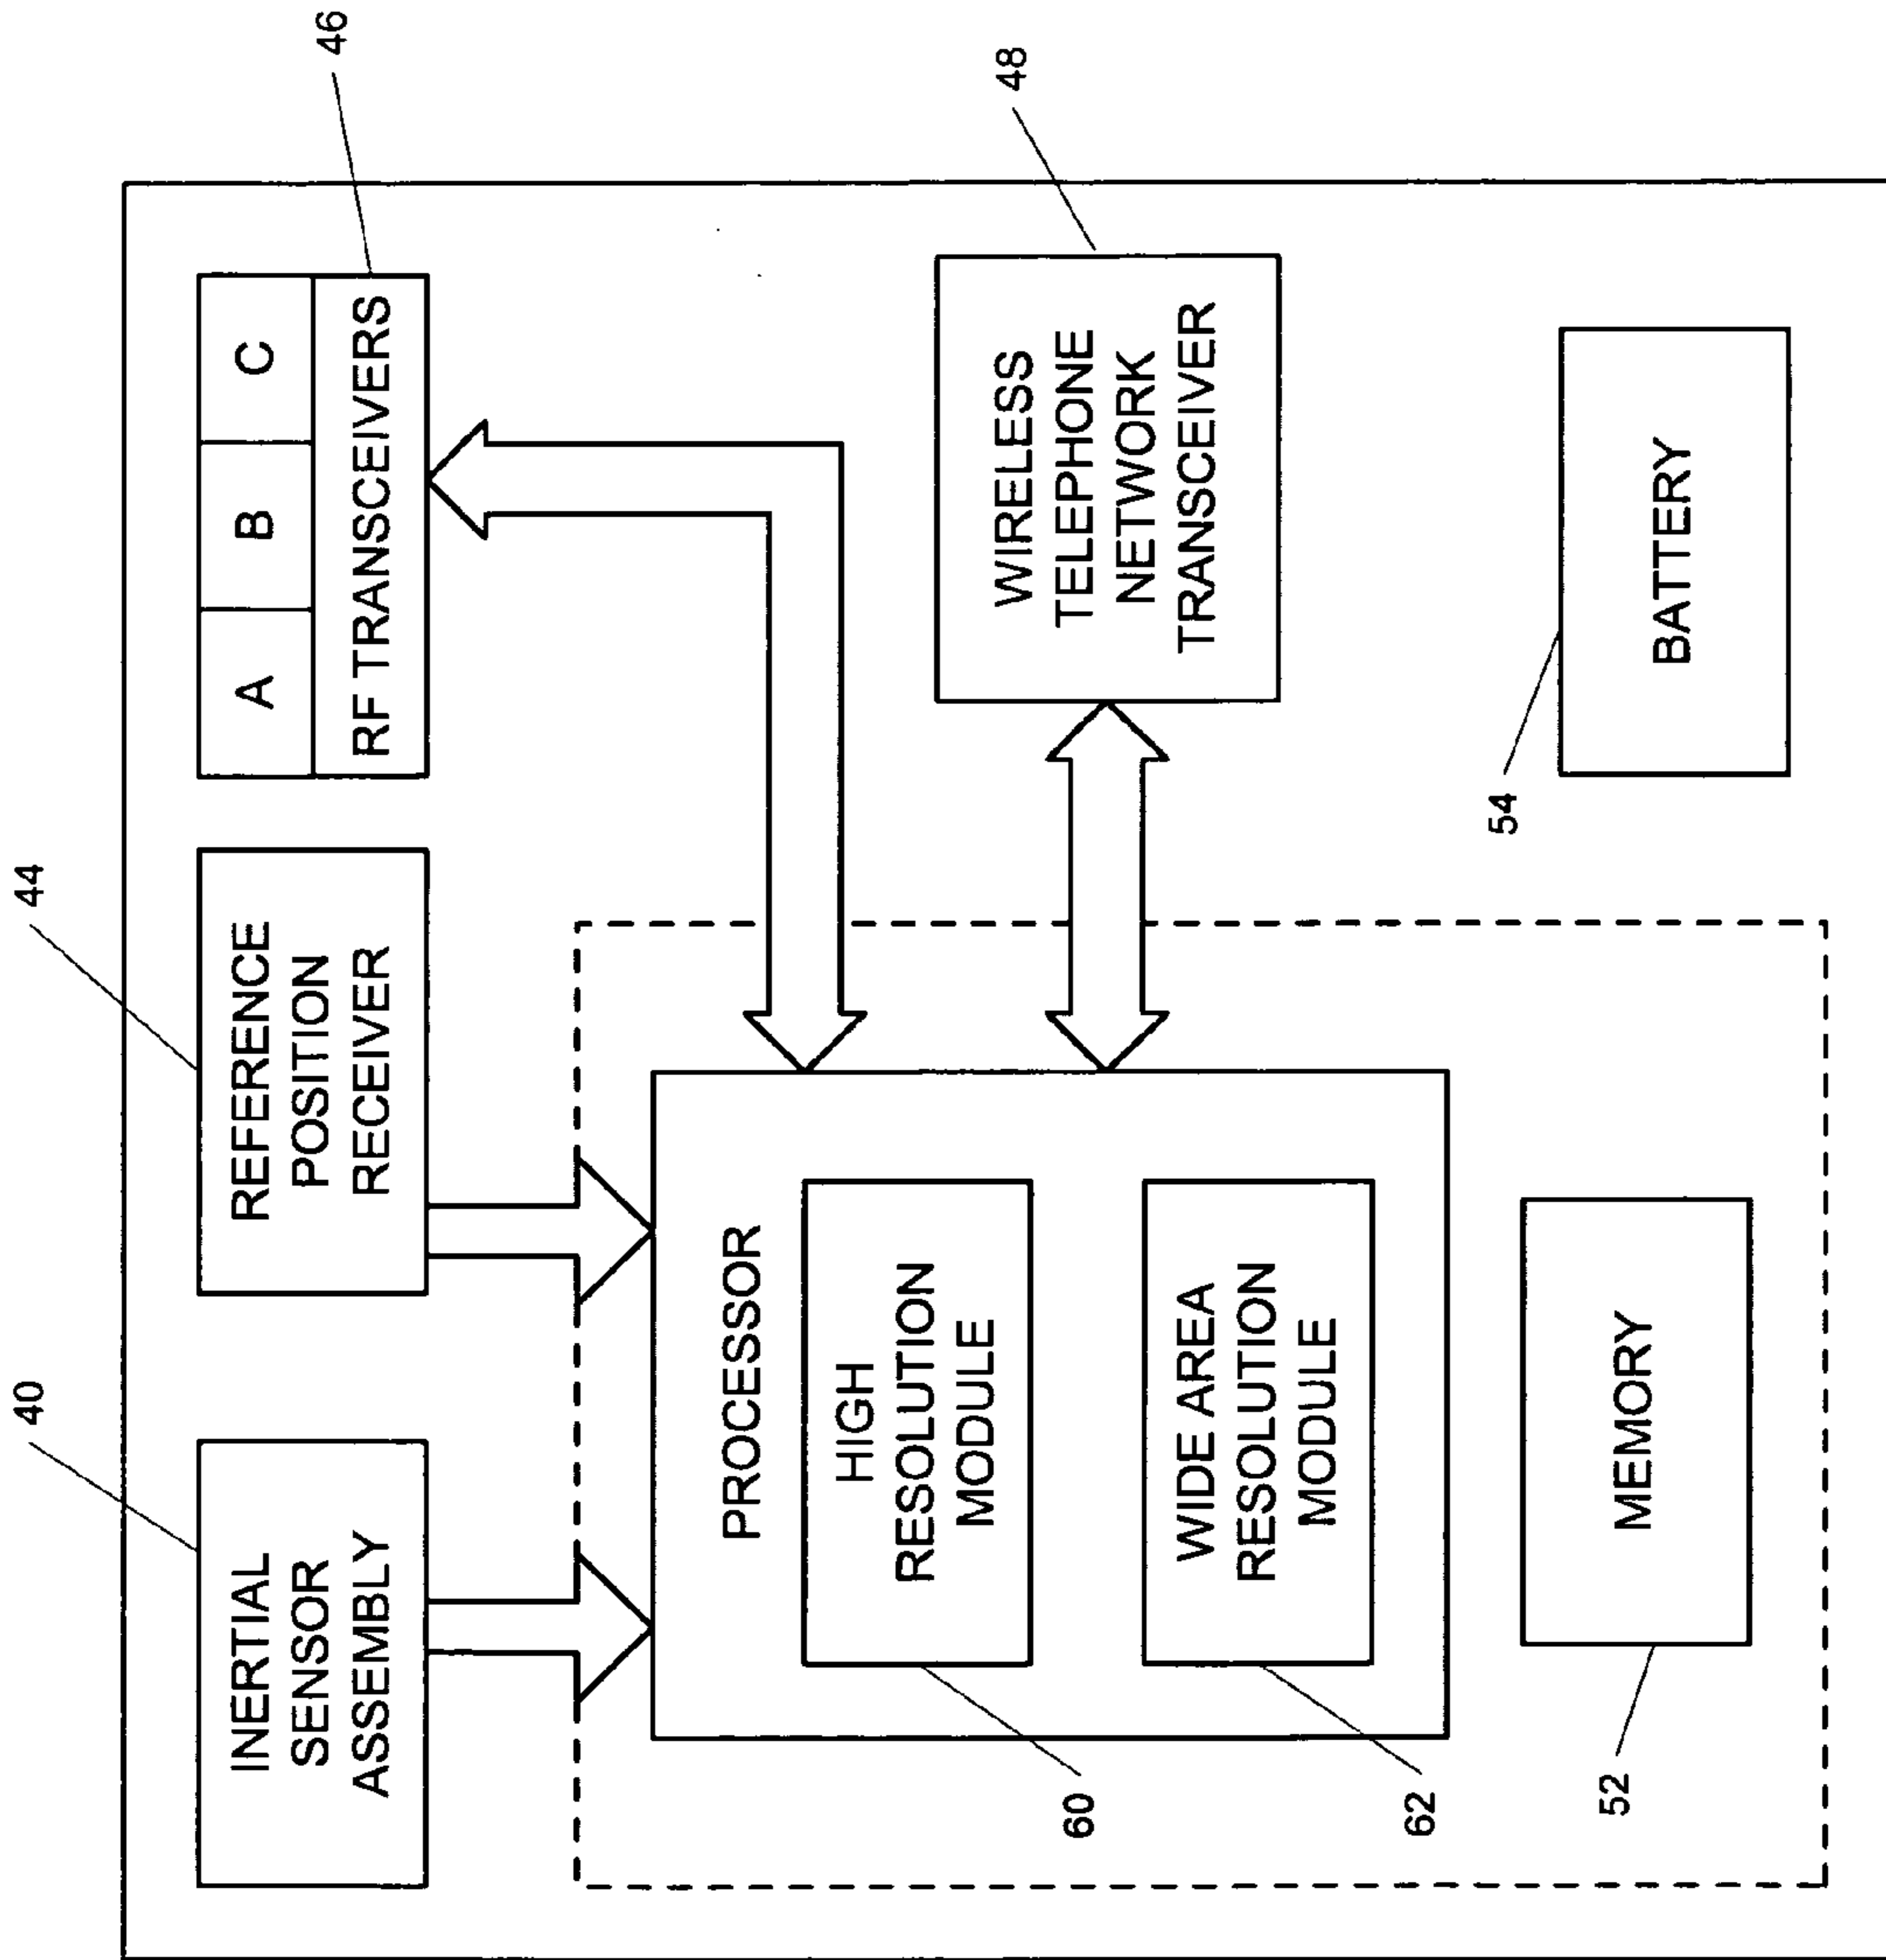 40
44
46
INERTIAL
SENSOR
ASSEMBLY
REFERENCE
POSITION
RECEIVER
A B C
RF TRANSCEIVERS
PROCESSOR
HIGH
RESOLUTION
MODULE
60
WIDE AREA
RESOLUTION
MODULE
62
WIRELESS
TELEPHONE
NETWORK
TRANSCEIVER
48
MEMORY
52
BATTERY
54